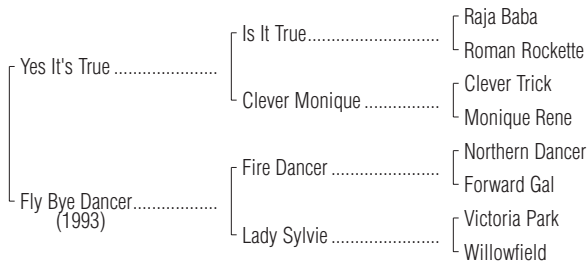 Raja Baba
Is It True
Roman Rockette
Yes It's True
Clever Trick
Clever Monique
Monique Rene
Northern Dancer
Fire Dancer
Forward Gal
Fly Bye Dancer
(1993)
Victoria Park
Lady Sylvie
Willowfield